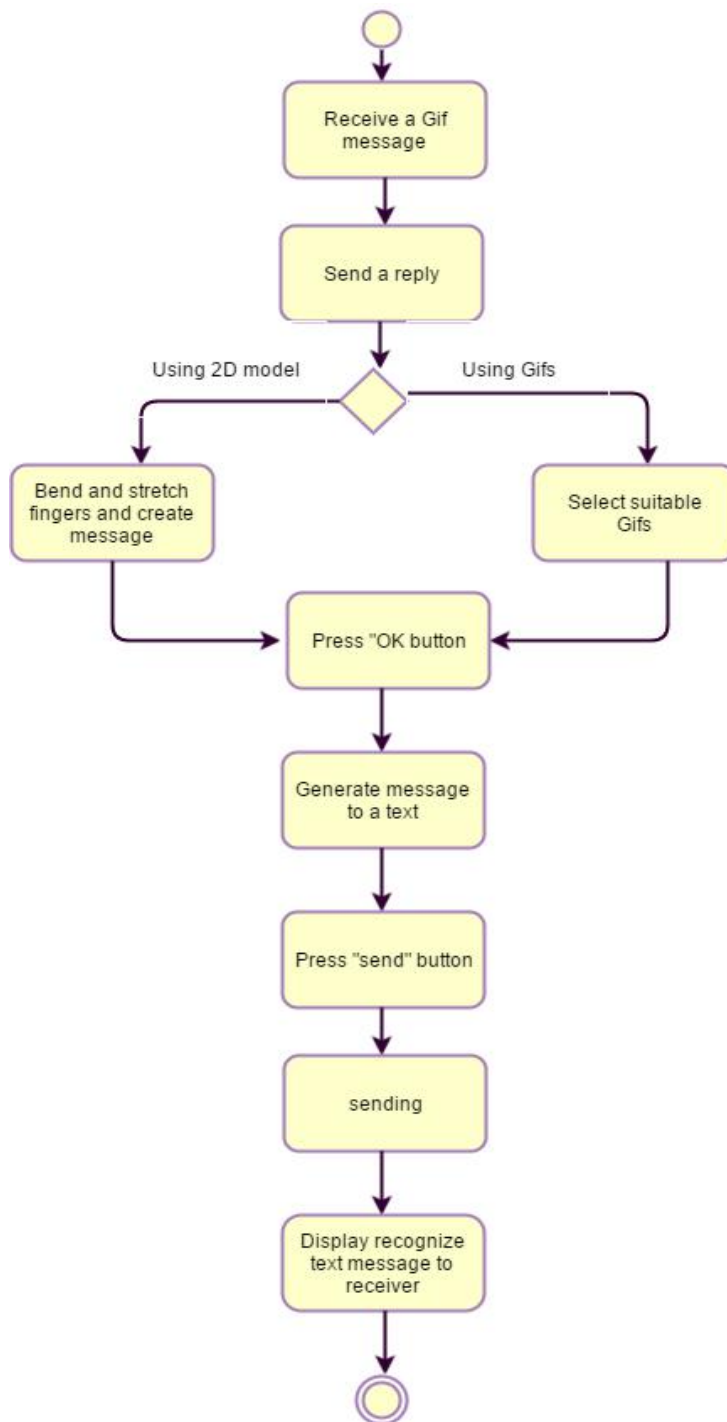 Receive a Gif
message
Send a reply
Using 2D model
Using Gifs
Bend and stretch
fingers and create
message
Select suitable
Gifs
Press "OK button
Generate message
to a text
Press "send" button
sending
Display recognize
text message to
receiver